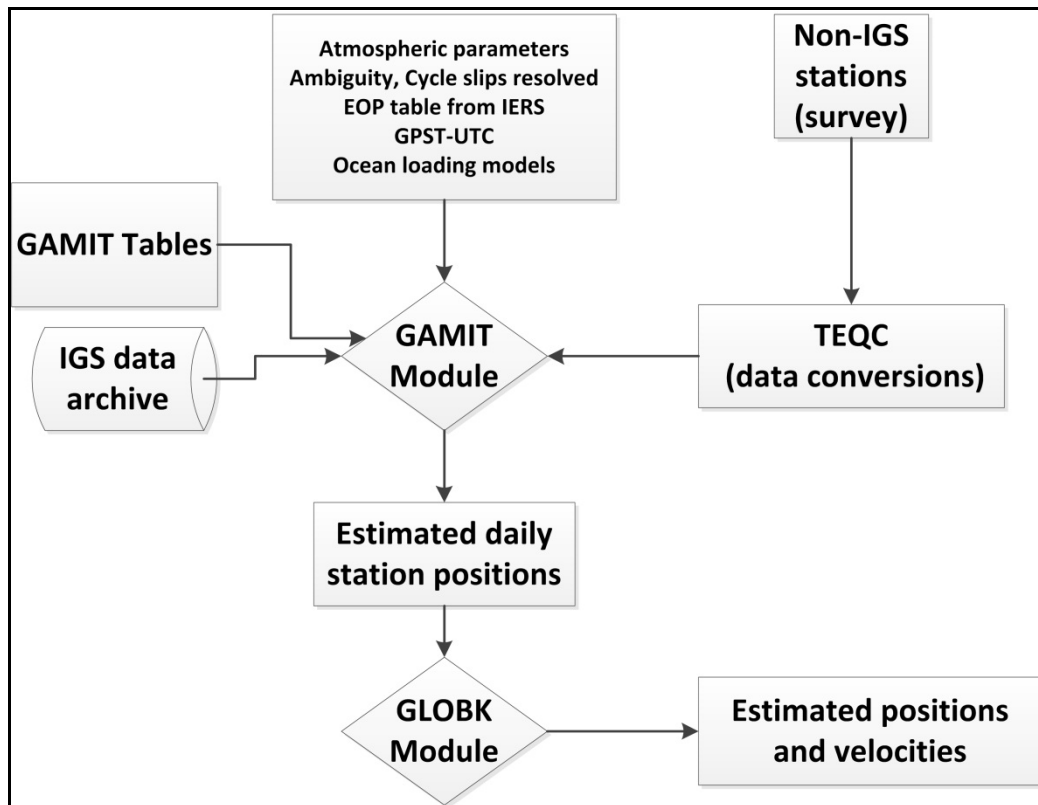 Atmospheric parameters
Ambiguity, Cycle slips resolved
EOP table from IERS
GPST-UTC
Ocean loading models
Non-IGS
stations
(survey)
GAMIT Tables
IGS data
archive
GAMIT
Module
TEQC
(data conversions)
Estimated daily
station positions
GLOBK
Module
Estimated positions
and velocities